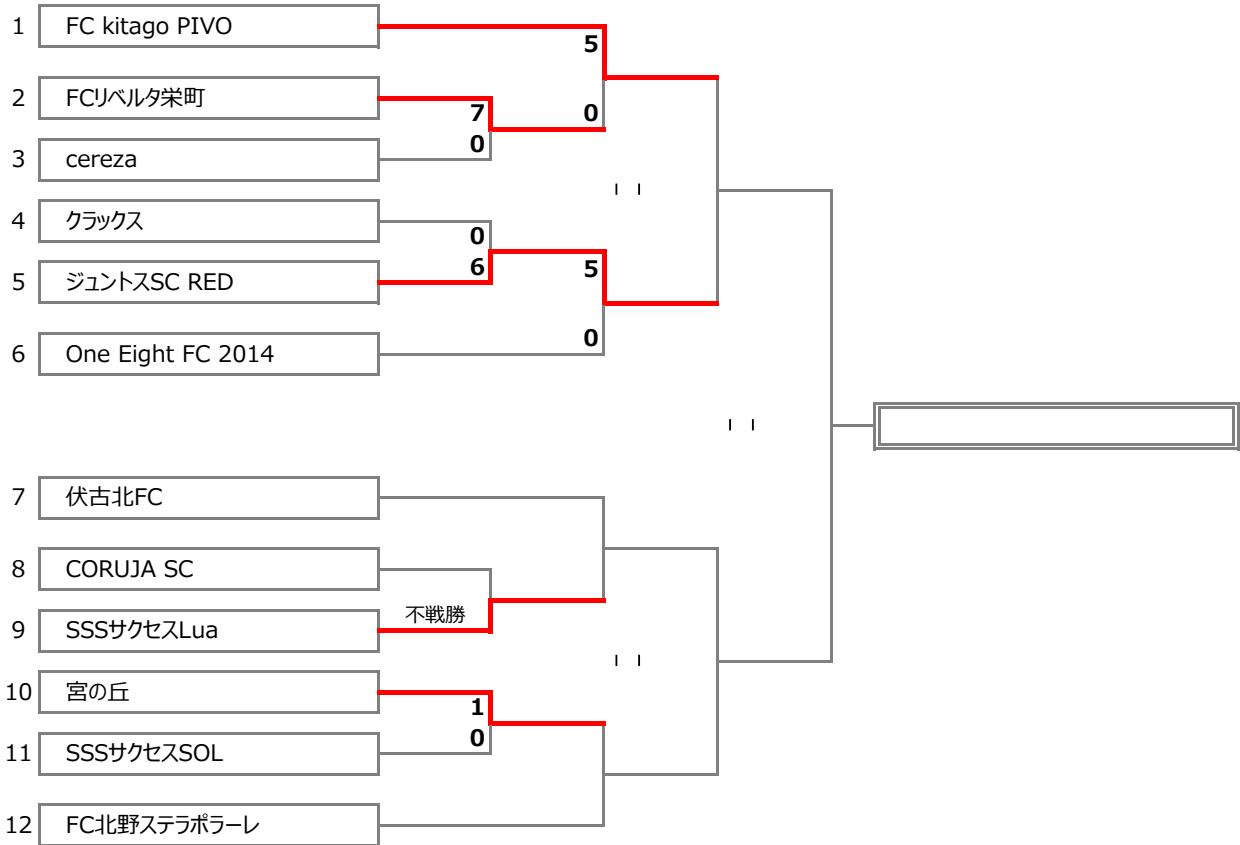 1 FC kitago PIVO
5
2 FCリベルタ栄町
7 0
0
3 cereza
4 クラックス
0
6 5
5 ジュントスSC RED
0
6 One Eight FC 2014
7 伏古北FC
8 CORUJA SC
不戦勝
9 SSSサクセスLua
10 宮の丘
1
0
11 SSSサクセスSOL
12 FC北野ステラポラーレ